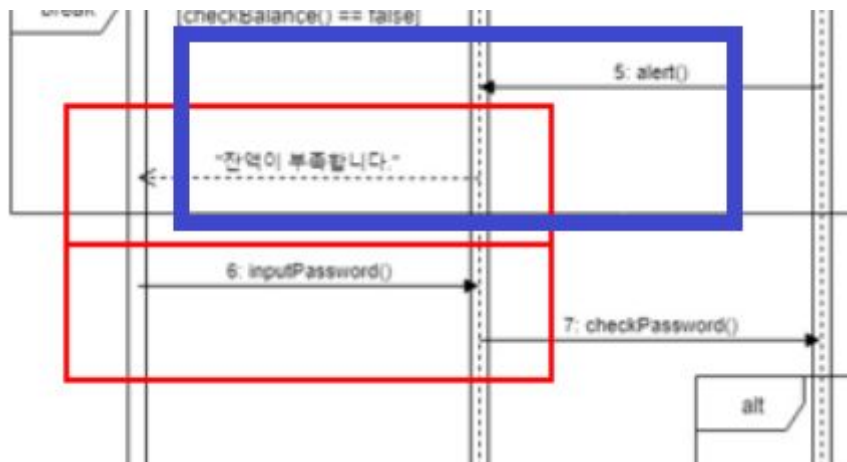 break
[checkBalance() == false]
5: alert()
"잔액이 부족합니다."
6: inputPassword()
7: checkPassword()
alt